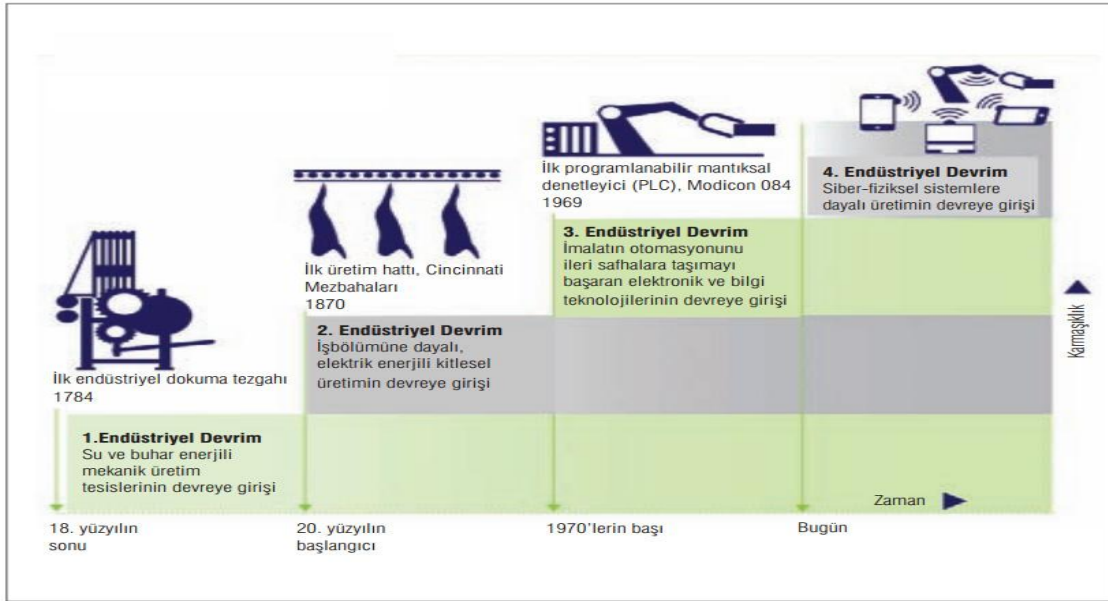 İlk endüstriyel dokuma tezgahı
1784
1.Endüstriyel Devrim
Su ve buhar enerjili
mekanik üretim
tesislerinin devreye girişi
18. yüzyılın
sonu
İlk üretim hattı, Cincinnati
Mezbahaları
1870
2. Endüstriyel Devrim
İşbölümüne dayalı,
elektrik enerjili kitlesel
üretimin devreye girişi
20. yüzyılın
başlangıcı
İlk programlanabilir mantıksal
denetleyici (PLC), Modicon 084
1969
3. Endüstriyel Devrim
İmalatın otomasyonunu
ileri safhalara taşımayı
başaran elektronik ve bilgi
teknolojilerinin devreye girişi
1970'lerin başı
4. Endüstriyel Devrim
Siber-fiziksel sistemlere
dayalı üretimin devreye girişi
Bugün
Zaman
Karmaşıklık